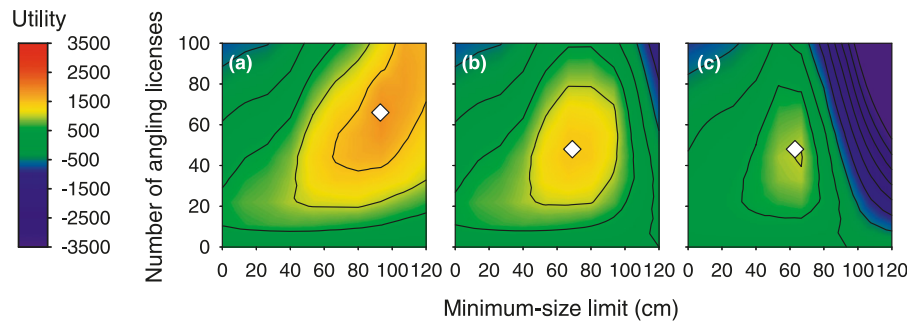 Utility
3500
2500
1500
500
-500
-1500
-2500
-3500
Number of angling licenses
100
80
60
40
20
0
(a)
(b)
(c)
0 20 40 60 80 100 120
0 20 40 60 80 100 120
0 20 40 60 80 100 120
Minimum-size limit (cm)